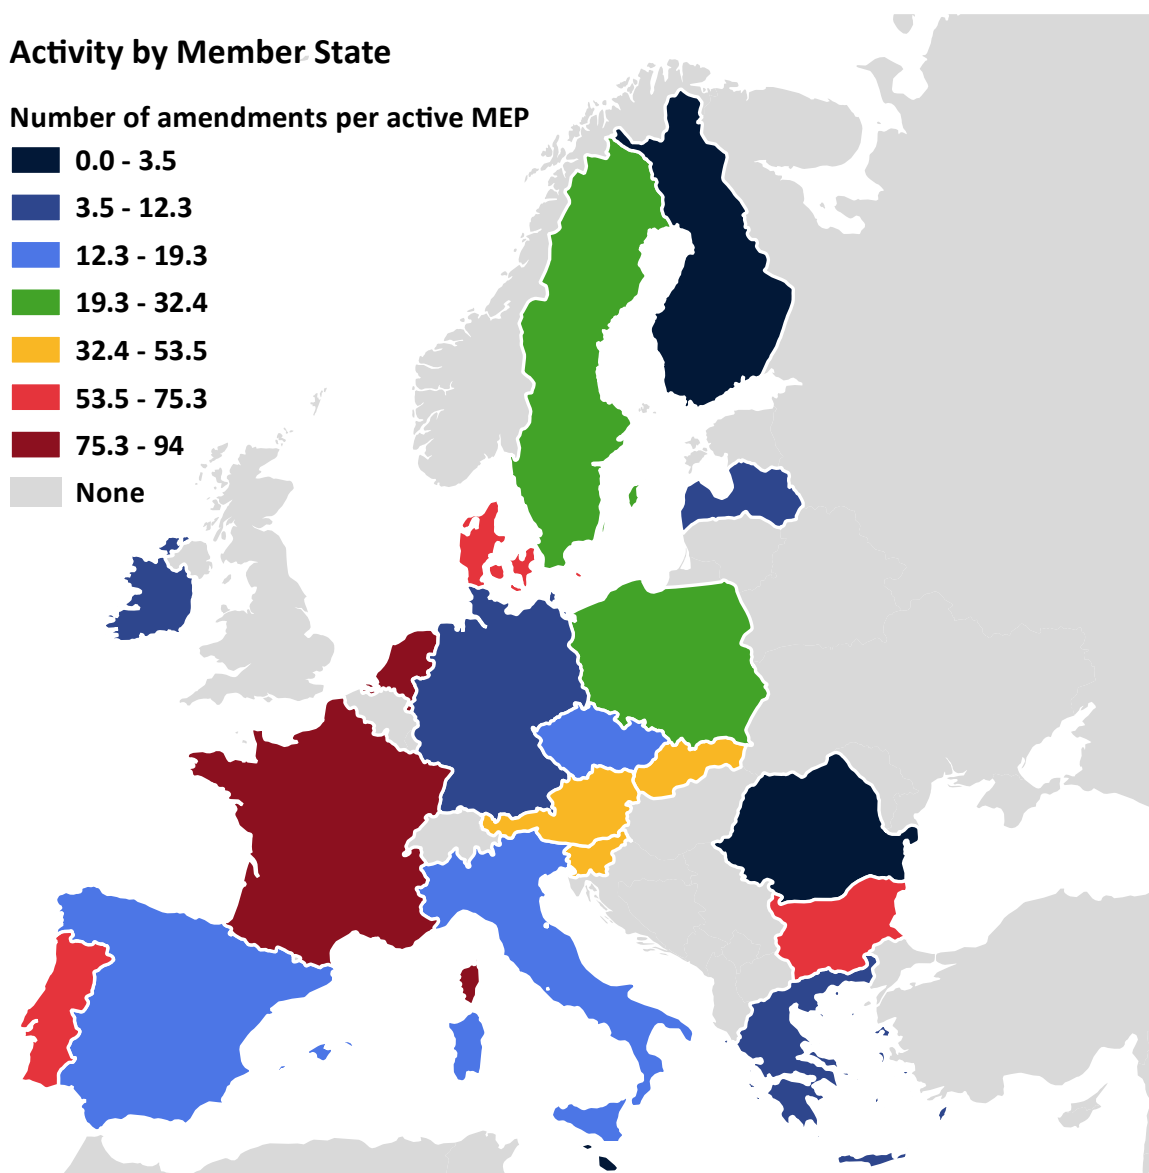 Activity by Member State
Number of amendments per active MEP
0.0 - 3.5
3.5 - 12.3
12.3 - 19.3
19.3 - 32.4
32.4 - 53.5
53.5 - 75.3
75.3 - 94
None